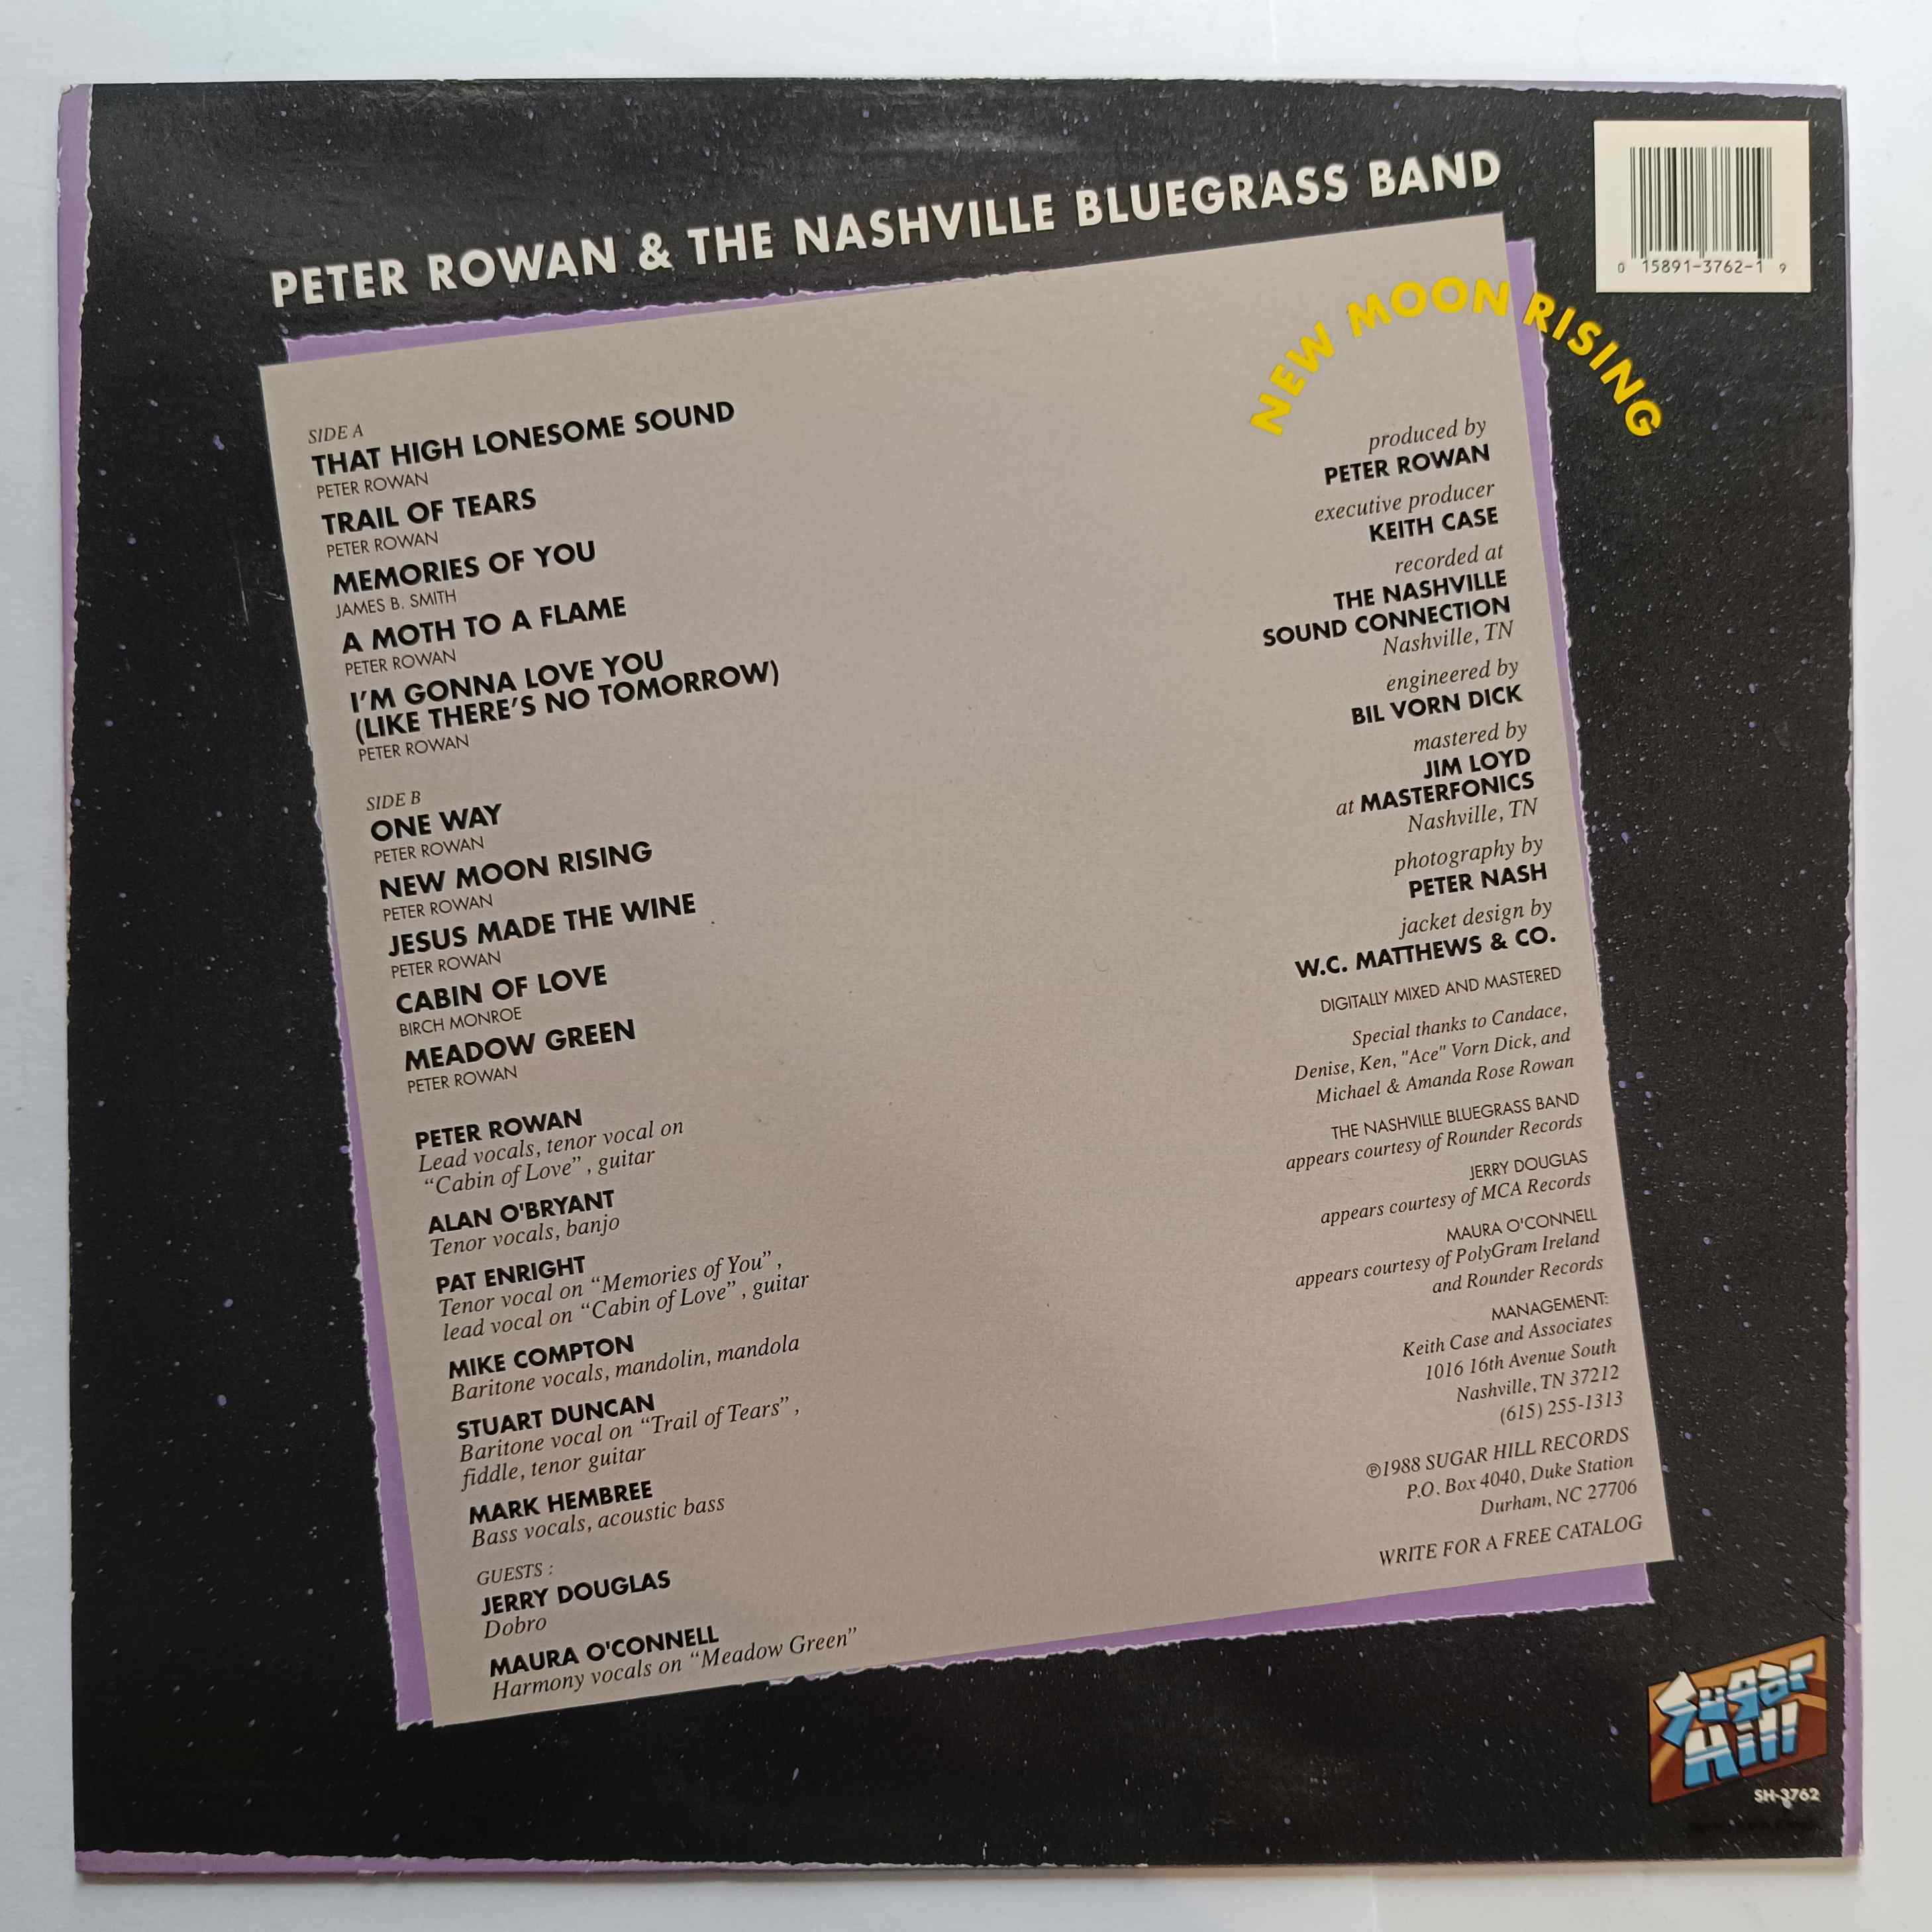 PETER ROWAN & THE NASHVILLE BLUEGRASS BAND
0 15891-3762-1 9
NEW MOON RISING
SIDE A
THAT HIGH LONESOME SOUND
PETER ROWAN
TRAIL OF TEARS
PETER ROWAN
MEMORIES OF YOU
JAMES B. SMITH
A MOTH TO A FLAME
PETER ROWAN
I'M GONNA LOVE YOU
(LIKE THERE'S NO TOMORROW)
PETER ROWAN
SIDE B
ONE WAY
PETER ROWAN
NEW MOON RISING
PETER ROWAN
JESUS MADE THE WINE
PETER ROWAN
CABIN OF LOVE
BIRCH MONROE
MEADOW GREEN
PETER ROWAN
PETER ROWAN
Lead vocals, tenor vocal on
“Cabin of Love” , guitar
ALAN O'BRYANT
Tenor vocals, banjo
PAT ENRIGHT
Tenor vocal on “Memories of You” ,
lead vocal on “Cabin of Love” , guitar
MIKE COMPTON
Baritone vocals, mandolin, mandola
STUART DUNCAN
Baritone vocal on “Trail of Tears” ,
fiddle, tenor guitar
MARK HEMBREE
Bass vocals, acoustic bass
GUESTS :
JERRY DOUGLAS
Dobro
MAURA O'CONNELL
Harmony vocals on “Meadow Green”
produced by
PETER ROWAN
executive producer
KEITH CASE
recorded at
THE NASHVILLE
SOUND CONNECTION
Nashville, TN
engineered by
BIL VORN DICK
mastered by
JIM LOYD
at MASTERFONICS
Nashville, TN
photography by
PETER NASH
jacket design by
W.C. MATTHEWS & CO.
DIGITALLY MIXED AND MASTERED
Special thanks to Candace,
Denise, Ken, "Ace" Vorn Dick, and
Michael & Amanda Rose Rowan
THE NASHVILLE BLUEGRASS BAND
appears courtesy of Rounder Records
JERRY DOUGLAS
appears courtesy of MCA Records
MAURA O'CONNELL
appears courtesy of PolyGram Ireland
and Rounder Records
MANAGEMENT:
Keith Case and Associates
1016 16th Avenue South
Nashville, TN 37212
(615) 255-1313
℗1988 SUGAR HILL RECORDS
P.O. Box 4040, Duke Station
Durham, NC 27706
WRITE FOR A FREE CATALOG
Sugar
Hill
SH-3762